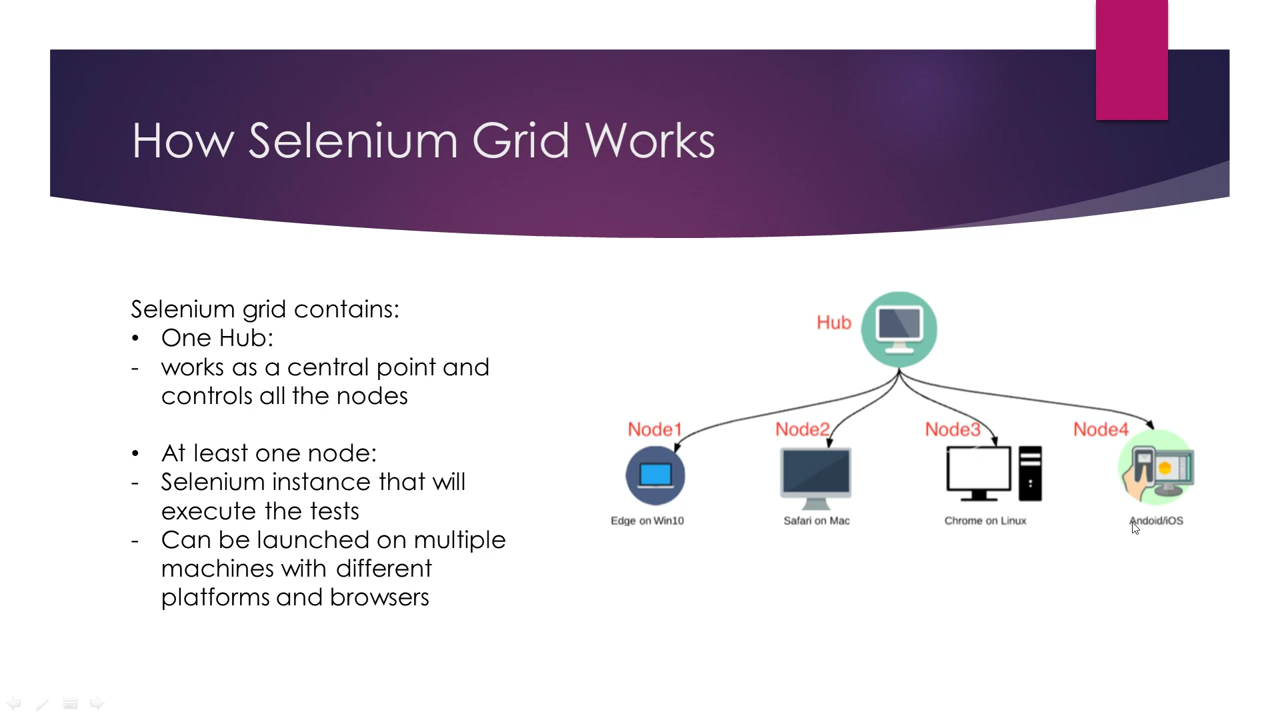 How Selenium Grid Works
Selenium grid contains:
• One Hub:
- works as a central point and
controls all the nodes
• At least one node:
- Selenium instance that will
execute the tests
- Can be launched on multiple
machines with different
platforms and browsers
Hub
Node1
Node2
Node3
Node4
Edge on Win10
Safari on Mac
Chrome on Linux
Andoid/iOS